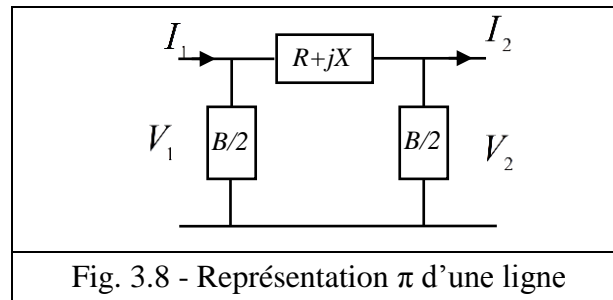 I₁ I₂
R+jX
V₁ B/2 B/2 V₂
Fig. 3.8 - Représentation π d’une ligne